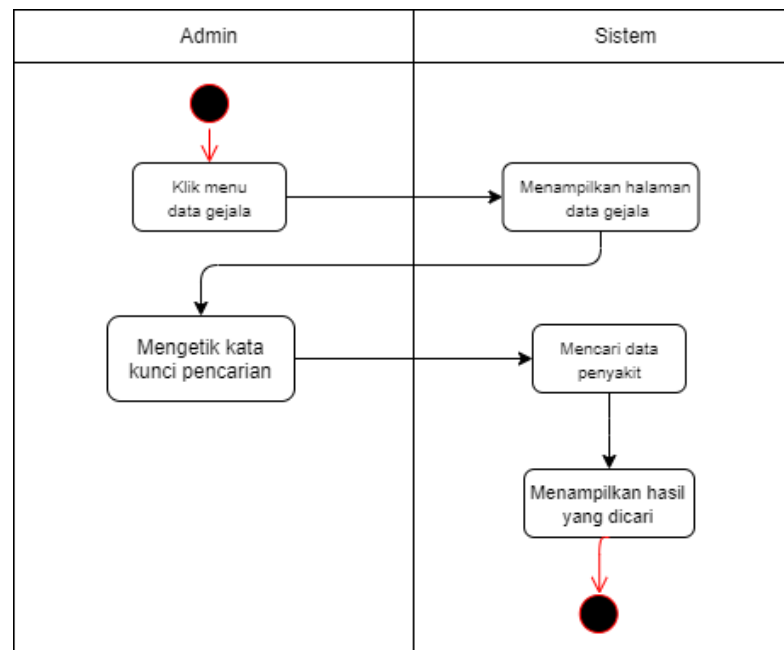 Admin
Sistem
Klik menu
data gejala
Menampilkan halaman
data gejala
Mengetik kata
kunci pencarian
Mencari data
penyakit
Menampilkan hasil
yang dicari